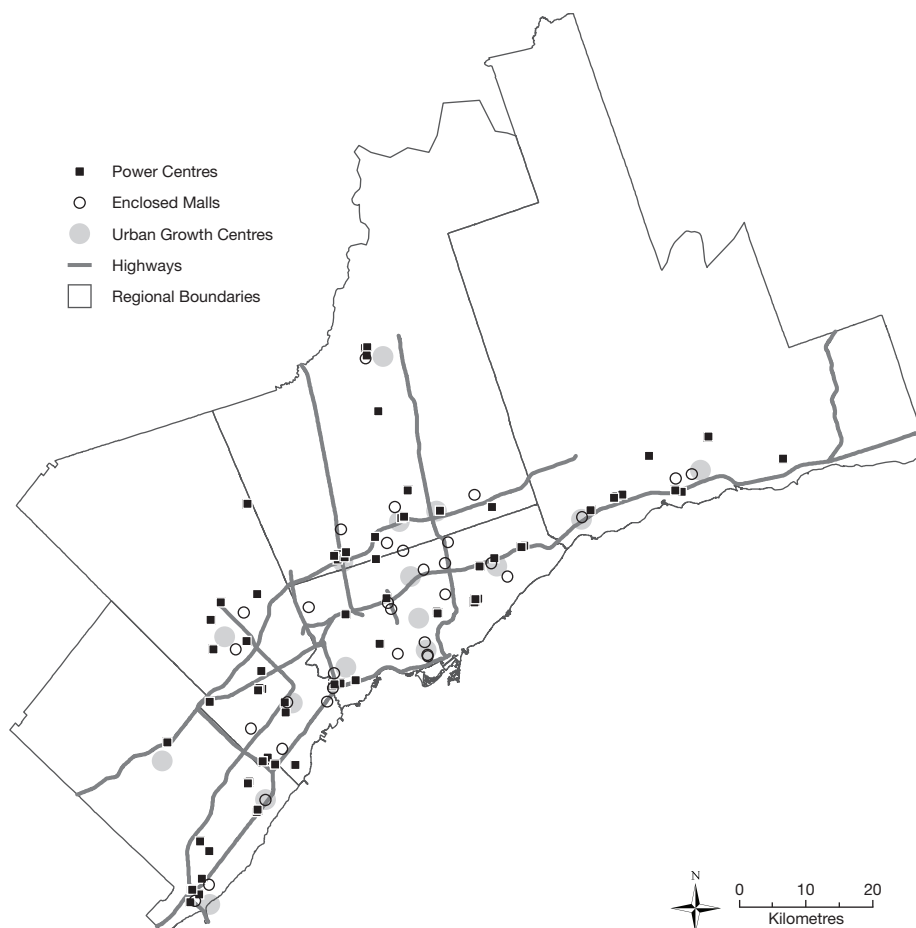 Power Centres
Enclosed Malls
Urban Growth Centres
Highways
Regional Boundaries
N
0 10 20
Kilometres